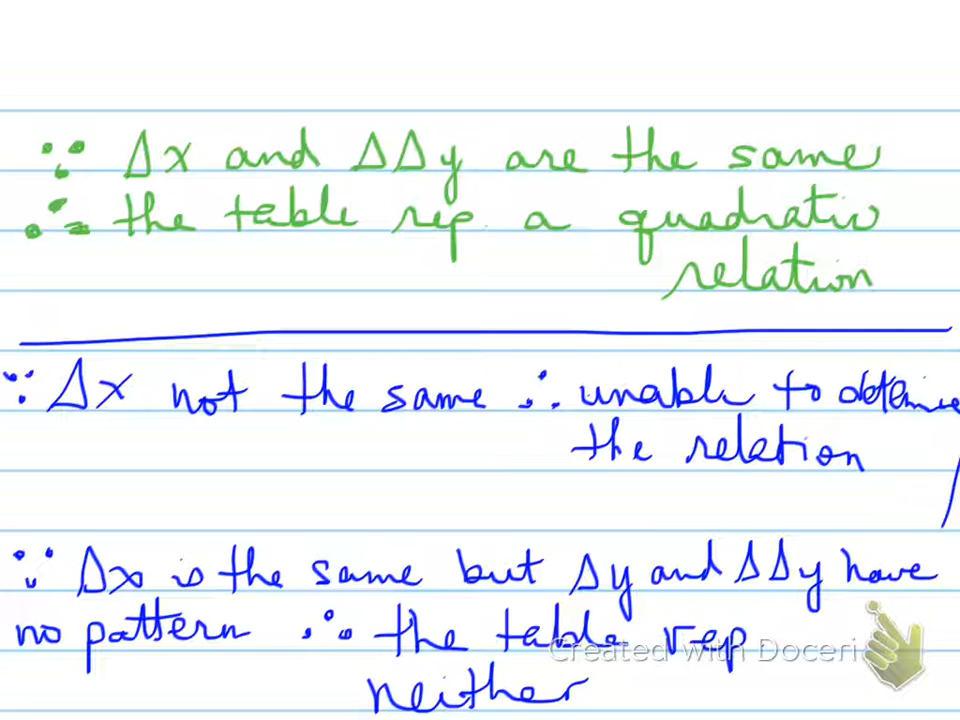 ∵ Δx and ΔΔy are the same
∴ the table rep. a quadratic
relation
∵ Δx not the same ∴ unable to determine
the relation
∵ Δx is the same but Δy and ΔΔy have
no pattern ∴ the table rep
neither
Created with Doceri